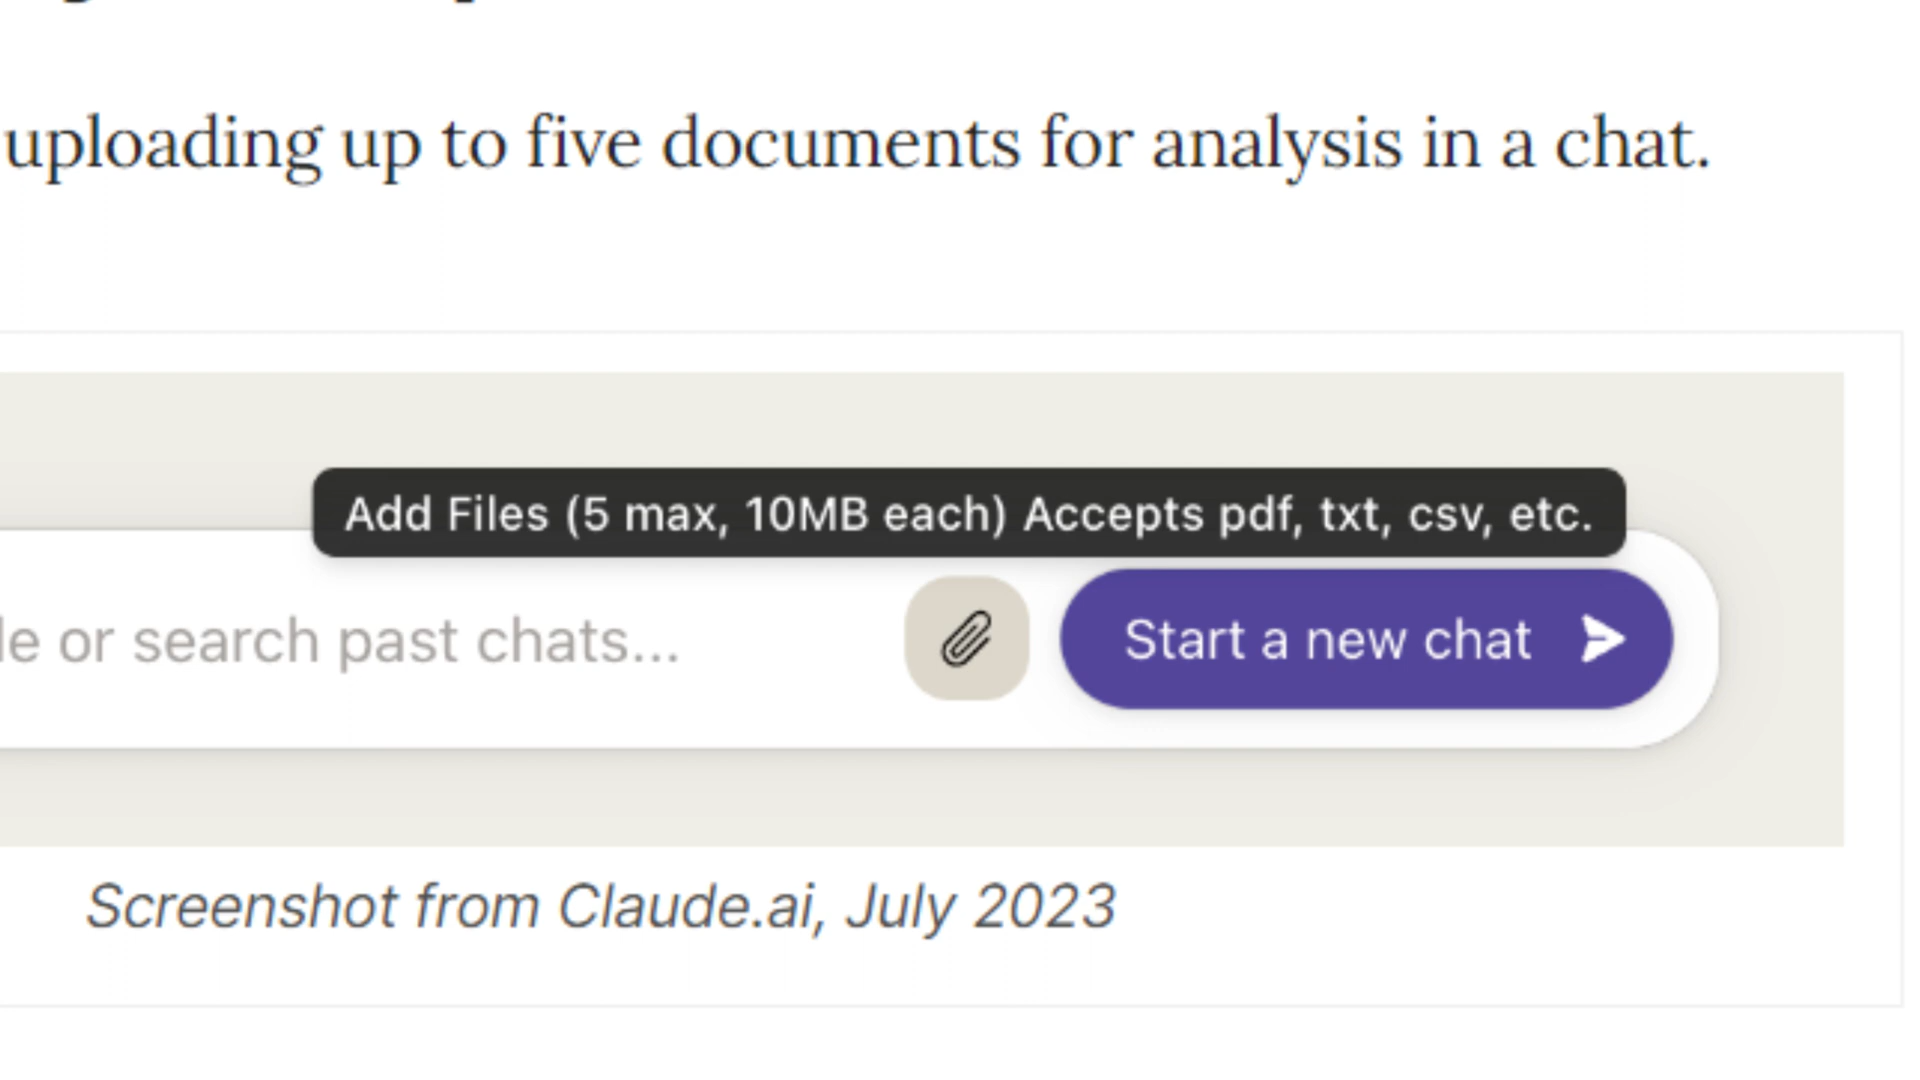 uploading up to five documents for analysis in a chat.
Add Files (5 max, 10MB each) Accepts pdf, txt, csv, etc.
le or search past chats...
Start a new chat
Screenshot from Claude.ai, July 2023